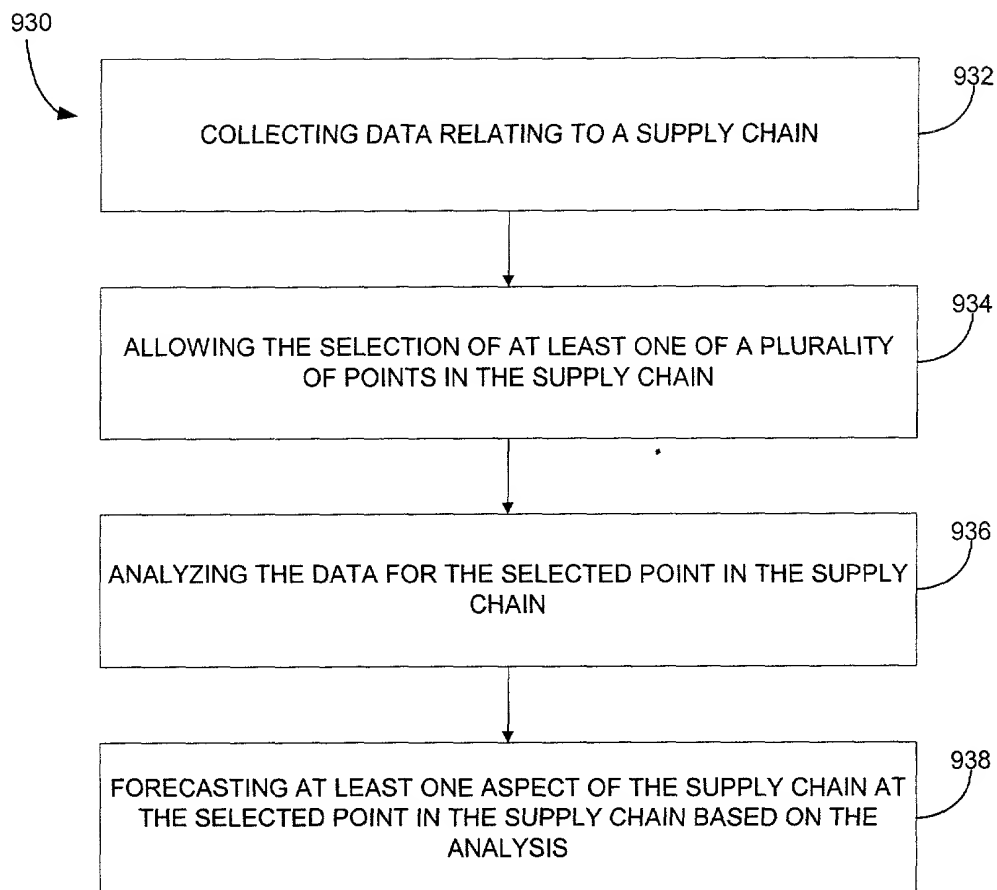 930
932
COLLECTING DATA RELATING TO A SUPPLY CHAIN
934
ALLOWING THE SELECTION OF AT LEAST ONE OF A PLURALITY
OF POINTS IN THE SUPPLY CHAIN
936
ANALYZING THE DATA FOR THE SELECTED POINT IN THE SUPPLY
CHAIN
938
FORECASTING AT LEAST ONE ASPECT OF THE SUPPLY CHAIN AT
THE SELECTED POINT IN THE SUPPLY CHAIN BASED ON THE
ANALYSIS